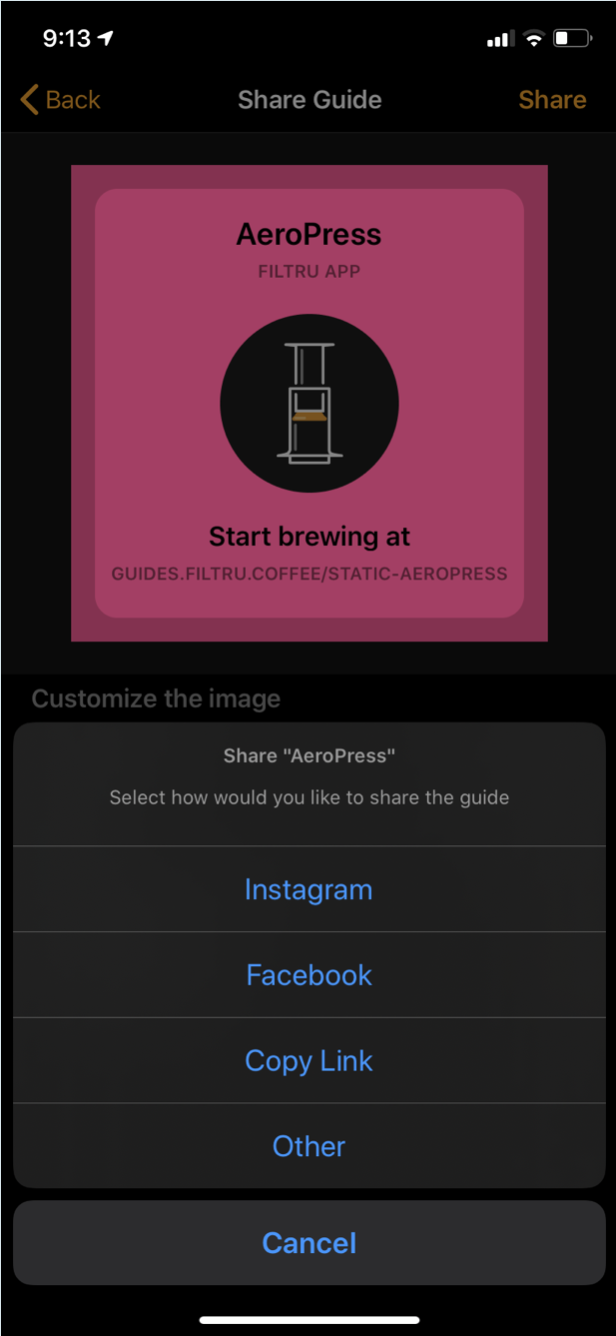 9:13
Back
Share Guide
Share
AeroPress
FILTRU APP
Start brewing at
GUIDES.FILTRU.COFFEE/STATIC-AEROPRESS
Customize the image
Share "AeroPress"
Select how would you like to share the guide
Instagram
Facebook
Copy Link
Other
Cancel